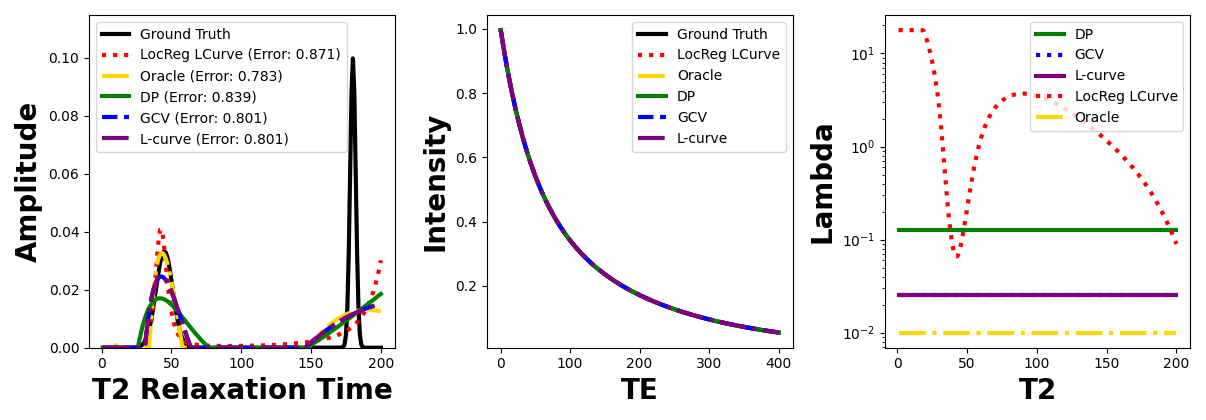 Amplitude
0.10
0.08
0.06
0.04
0.02
0.00
Ground Truth
LocReg LCurve (Error: 0.871)
Oracle (Error: 0.783)
DP (Error: 0.839)
GCV (Error: 0.801)
L-curve (Error: 0.801)
0 50 100 150 200
T2 Relaxation Time
Intensity
1.0
0.8
0.6
0.4
0.2
Ground Truth
LocReg LCurve
Oracle
DP
GCV
L-curve
0 100 200 300 400
TE
Lambda
10¹
10⁰
10⁻¹
10⁻²
DP
GCV
L-curve
LocReg LCurve
Oracle
0 50 100 150 200
T2